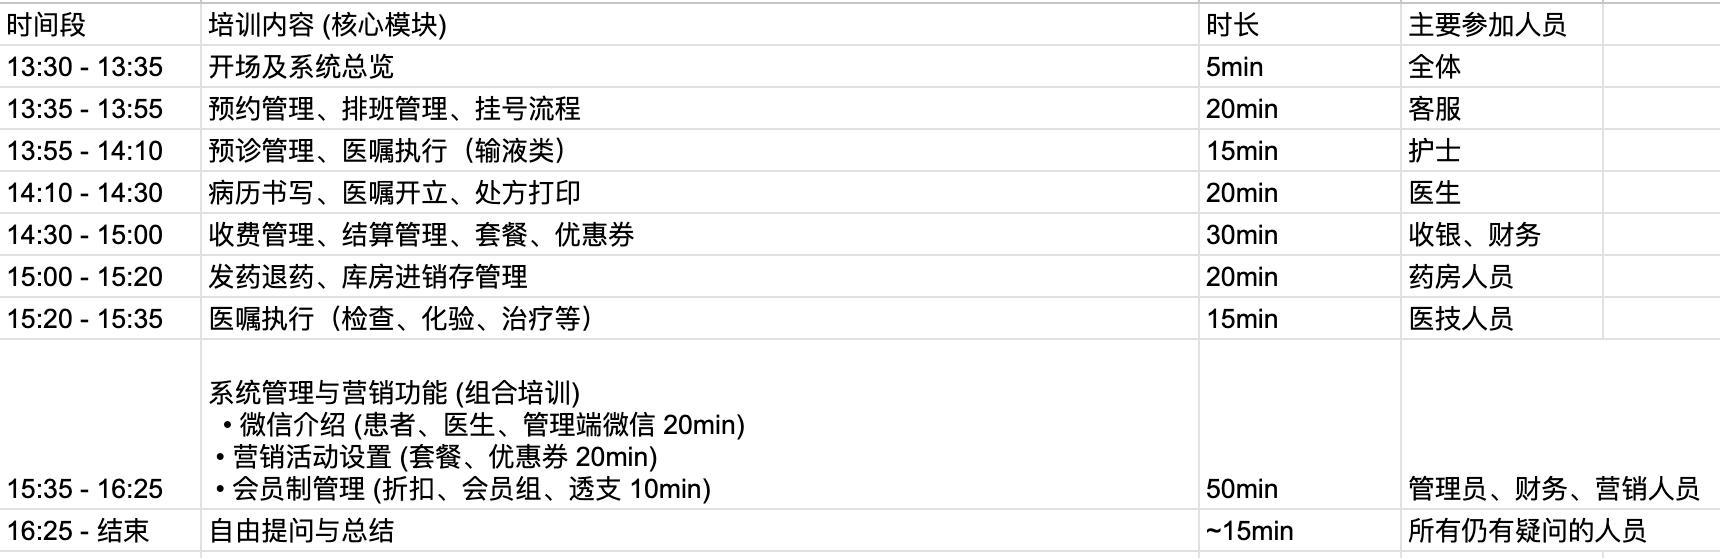 时间段 培训内容 (核心模块) 时长 主要参加人员
13:30 - 13:35 开场及系统总览 5min 全体
13:35 - 13:55 预约管理、排班管理、挂号流程 20min 客服
13:55 - 14:10 预诊管理、医嘱执行（输液类） 15min 护士
14:10 - 14:30 病历书写、医嘱开立、处方打印 20min 医生
14:30 - 15:00 收费管理、结算管理、套餐、优惠券 30min 收银、财务
15:00 - 15:20 发药退药、库房进销存管理 20min 药房人员
15:20 - 15:35 医嘱执行（检查、化验、治疗等） 15min 医技人员
系统管理与营销功能 (组合培训)
• 微信介绍 (患者、医生、管理端微信 20min)
• 营销活动设置 (套餐、优惠券 20min)
15:35 - 16:25 • 会员制管理 (折扣、会员组、透支 10min) 50min 管理员、财务、营销人员
16:25 - 结束 自由提问与总结 ~15min 所有仍有疑问的人员